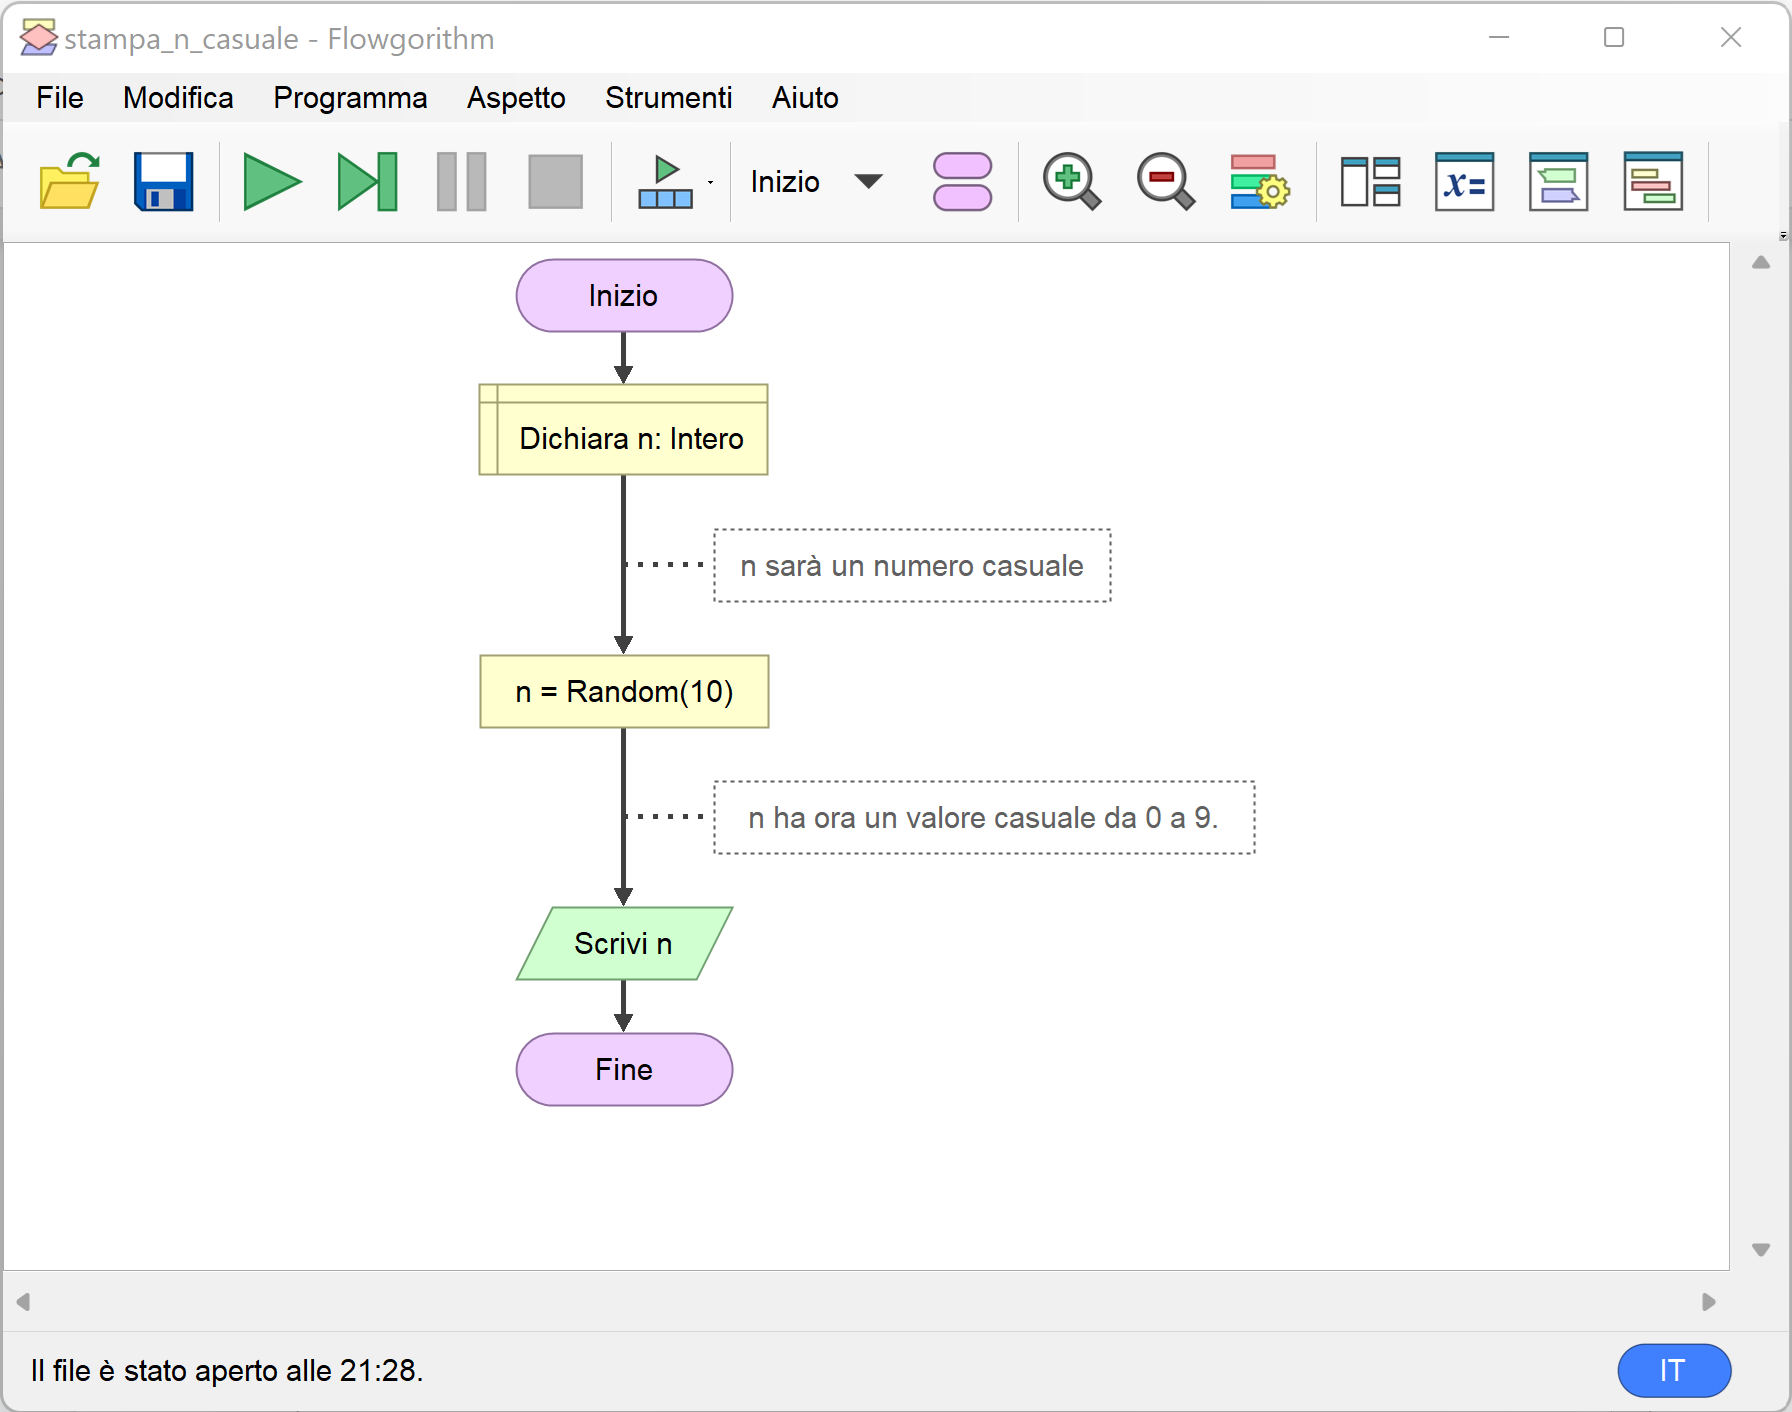 stampa_n_casuale - Flowgorithm
File Modifica Programma Aspetto Strumenti Aiuto
Inizio
x=
Inizio
Dichiara n: Intero
n sarà un numero casuale
n = Random(10)
n ha ora un valore casuale da 0 a 9.
Scrivi n
Fine
Il file è stato aperto alle 21:28.
IT